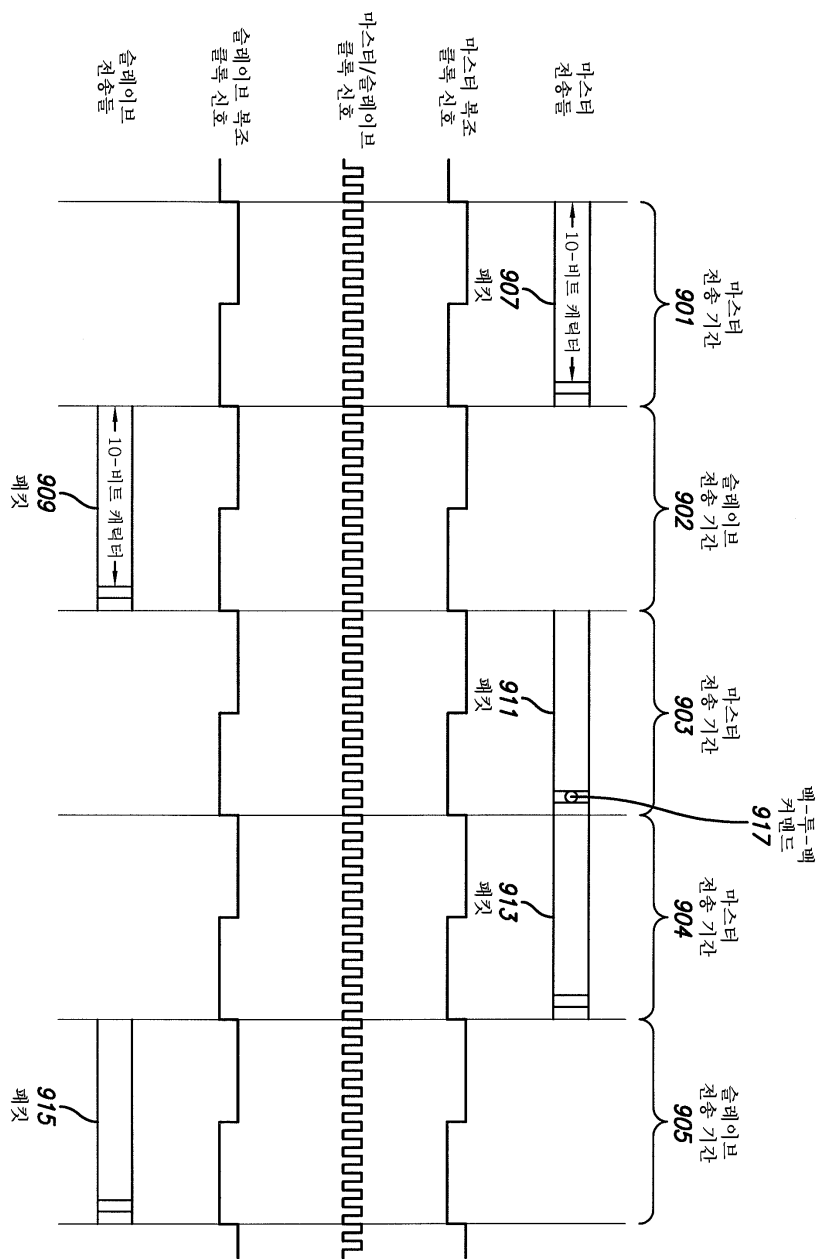 마스터
전송 기간
901
슬레이브
전송 기간
902
마스터
전송 기간
903
마스터
전송 기간
904
슬레이브
전송 기간
905
백-투-백
커맨드
917
마스터
전송들
10-비트 캐릭터
907
패킷
911
패킷
913
패킷
마스터 복조
클록 신호
마스터/슬레이브
클록 신호
슬레이브 복조
클록 신호
슬레이브
전송들
10-비트 캐릭터
909
패킷
915
패킷